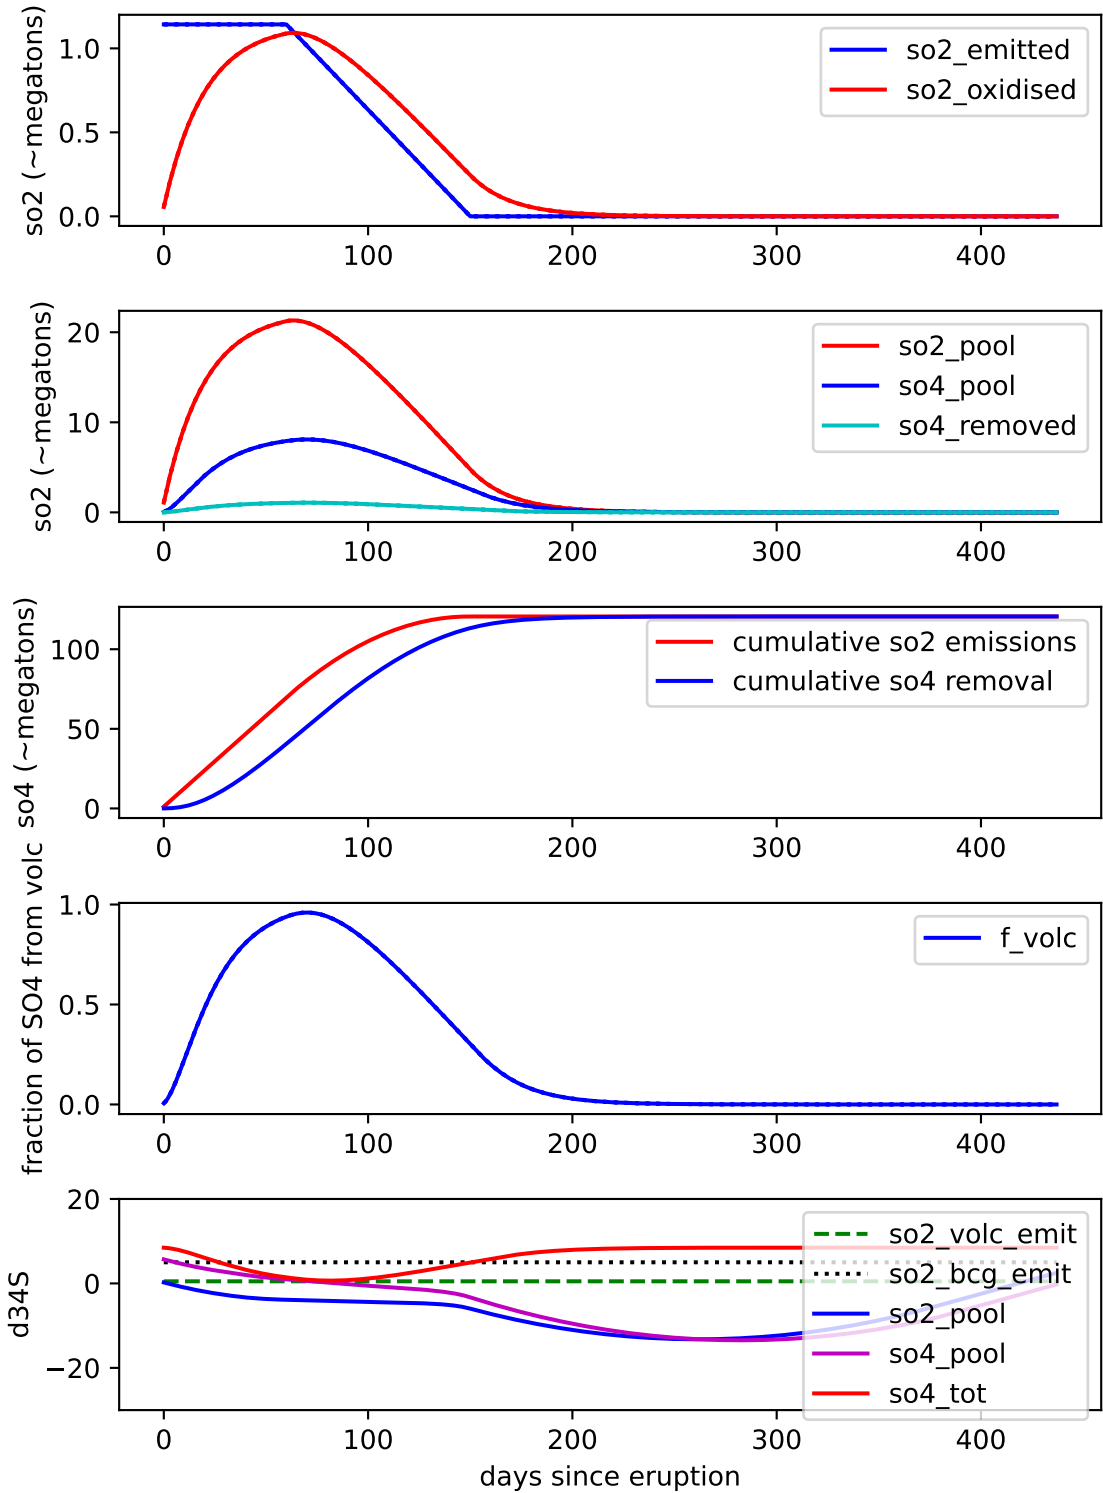 so2 (~megatons)
1.0
0.5
0.0
so2_emitted
so2_oxidised
0 100 200 300 400
so2 (~megatons)
20
10
0
so2_pool
so4_pool
so4_removed
0 100 200 300 400
so4 (~megatons)
100
50
0
cumulative so2 emissions
cumulative so4 removal
0 100 200 300 400
fraction of SO4 from volc
1.0
0.5
0.0
f_volc
0 100 200 300 400
d34S
20
0
−20
so2_volc_emit
so2_bcg_emit
so2_pool
so4_pool
so4_tot
0 100 200 300 400
days since eruption